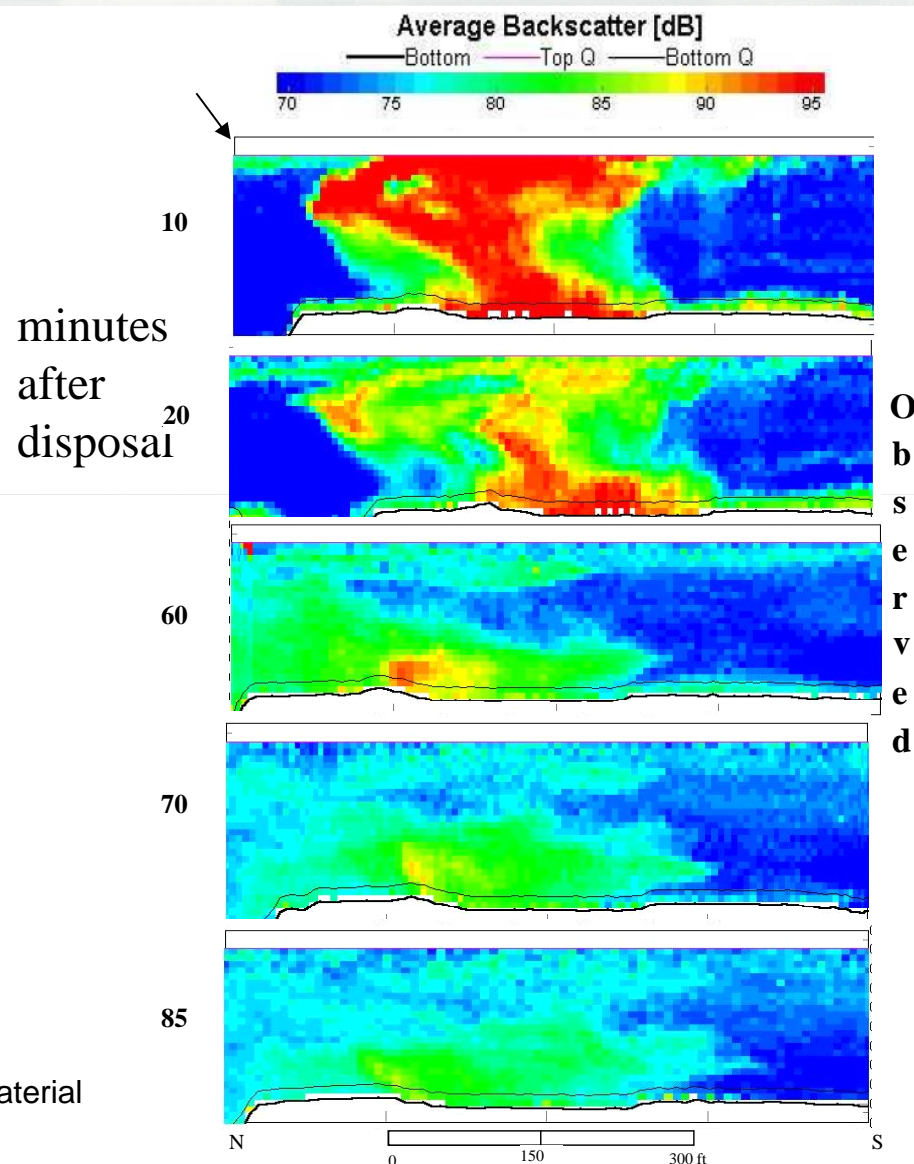 Average Backscatter [dB]
Bottom Top Q Bottom Q
70 75 80 85 90 95
10
minutes
after
disposal
20
60
70
85
Observed
aterial
N S
0 150 300 ft